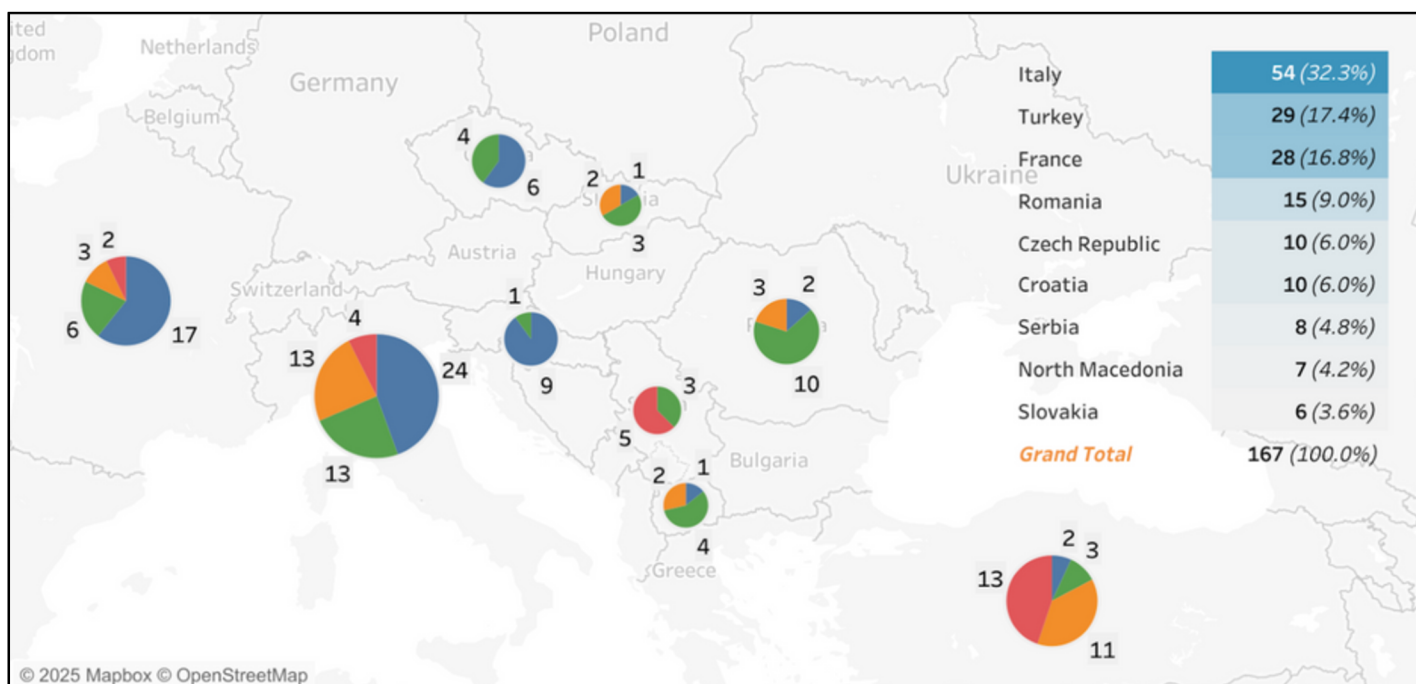 ited
gdom
Netherlands
Poland
Germany
Belgium
Ukraine
Austria
Switzerland
Hungary
Bulgaria
Greece
4
6
2
1
3
3
2
6
17
1
9
3
2
10
4
13
24
13
3
5
2
1
4
2
3
13
11
Italy 54 (32.3%)
Turkey 29 (17.4%)
France 28 (16.8%)
Romania 15 (9.0%)
Czech Republic 10 (6.0%)
Croatia 10 (6.0%)
Serbia 8 (4.8%)
North Macedonia 7 (4.2%)
Slovakia 6 (3.6%)
Grand Total 167 (100.0%)
© 2025 Mapbox © OpenStreetMap